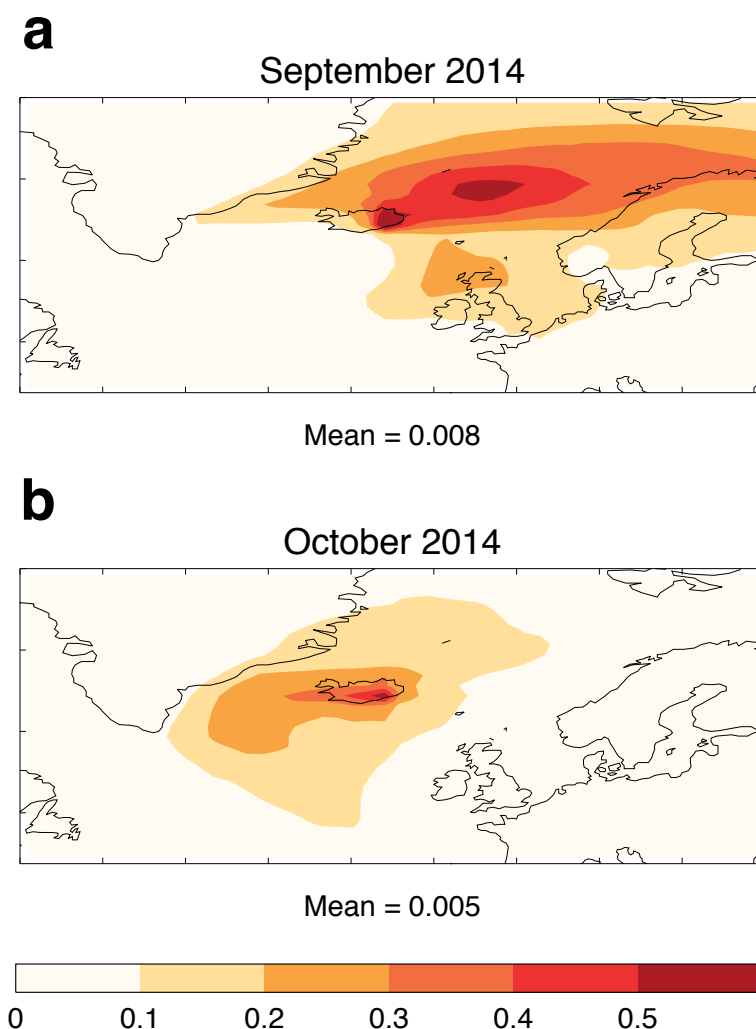 a
September 2014
Mean = 0.008
b
October 2014
Mean = 0.005
0 0.1 0.2 0.3 0.4 0.5